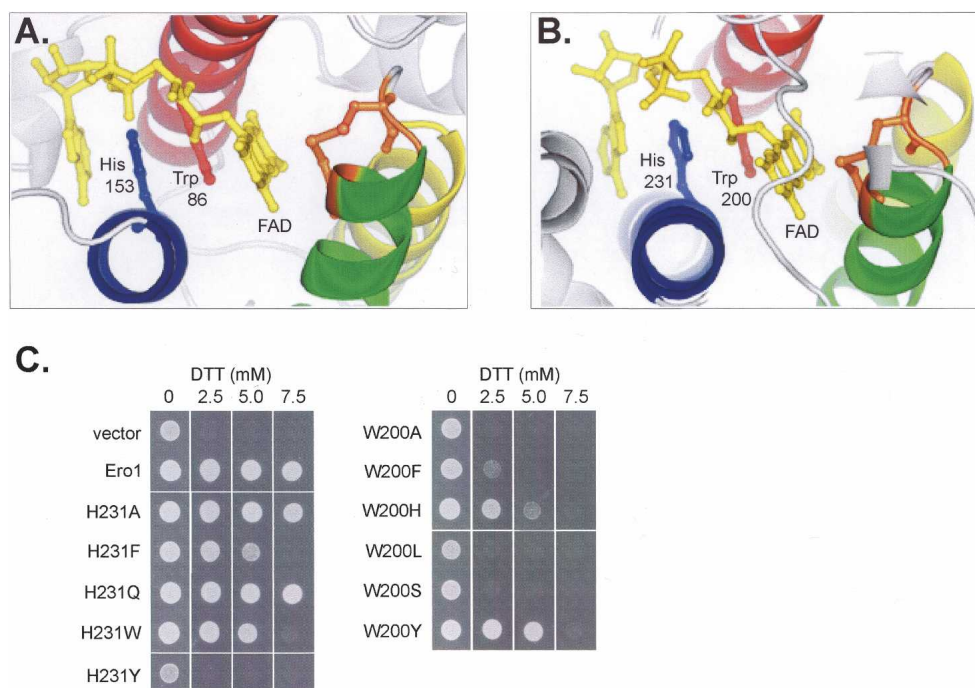 A.
His
153
Trp
86
FAD
B.
His
231
Trp
200
FAD
C.
DTT (mM)
0 2.5 5.0 7.5
vector
Ero1
H231A
H231F
H231Q
H231W
H231Y
DTT (mM)
0 2.5 5.0 7.5
W200A
W200F
W200H
W200L
W200S
W200Y